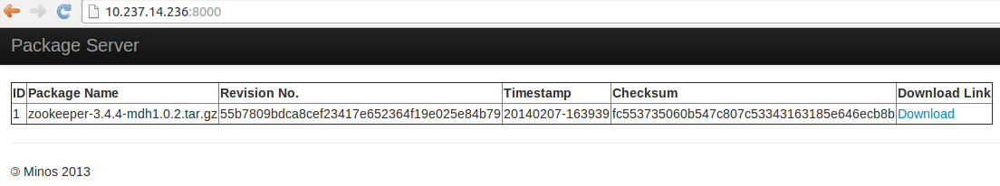 10.237.14.236:8000
Package Server
ID Package Name Revision No. Timestamp Checksum Download Link
1 zookeeper-3.4.4-mdh1.0.2.tar.gz 55b7809bdca8cef23417e652364f19e025e84b79 20140207-163939 fc553735060b547c807c53343163185e646ecb8b Download
🄯 Minos 2013